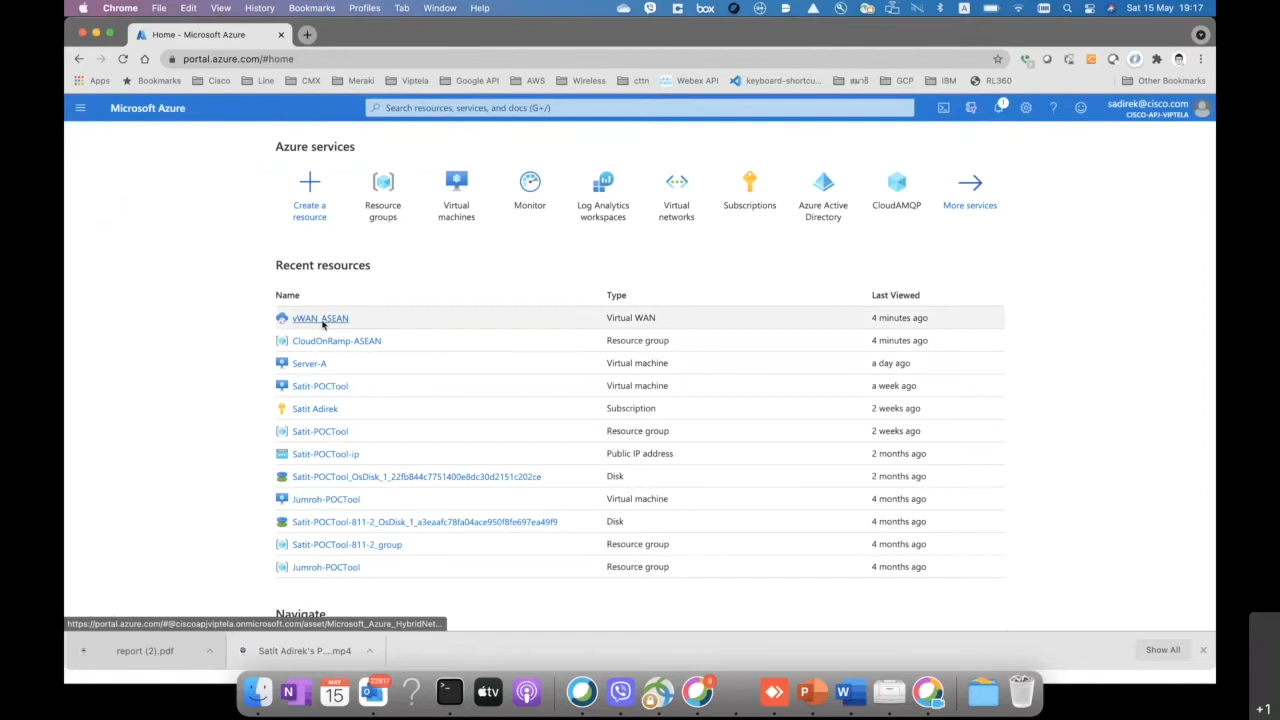 Chrome File Edit View History Bookmarks Profiles Tab Window Help box A Sat 15 May 19:17
Home - Microsoft Azure
portal.azure.com/#home
Apps Bookmarks Cisco Line CMX Meraki Viptela Google API AWS Wireless cttn Webex API keyboard-shortcu... GCP IBM RL360 Other Bookmarks
Microsoft Azure
Search resources, services, and docs (G+/)
1
sadirek@cisco.com
CISCO-APJ-VIPTELA
Azure services
Create a resource
Resource groups
Virtual machines
Monitor
Log Analytics workspaces
Virtual networks
Subscriptions
Azure Active Directory
CloudAMQP
More services
Recent resources
Name Type Last Viewed
vWAN_ASEAN Virtual WAN 4 minutes ago
CloudOnRamp-ASEAN Resource group 4 minutes ago
Server-A Virtual machine a day ago
Satit-POCTool Virtual machine a week ago
Satit Adirek Subscription 2 weeks ago
Satit-POCTool Resource group 2 weeks ago
Satit-POCTool-ip Public IP address 2 months ago
Satit-POCTool_OsDisk_1_22fb844c7751400e8dc30d2151c202ce Disk 2 months ago
Jumroh-POCTool Virtual machine 4 months ago
Satit-POCTool-811-2_OsDisk_1_a3eaafc78fa04ace950f8fe697ea49f9 Disk 4 months ago
Satit-POCTool-811-2_group Resource group 4 months ago
Jumroh-POCTool Resource group 4 months ago
Navigate
https://portal.azure.com/#@ciscoapjviptela.onmicrosoft.com/asset/Microsoft_Azure_HybridNet...
report (2).pdf Satit Adirek's P....mp4 Show All
MAY
15
22617
tv
9
+1